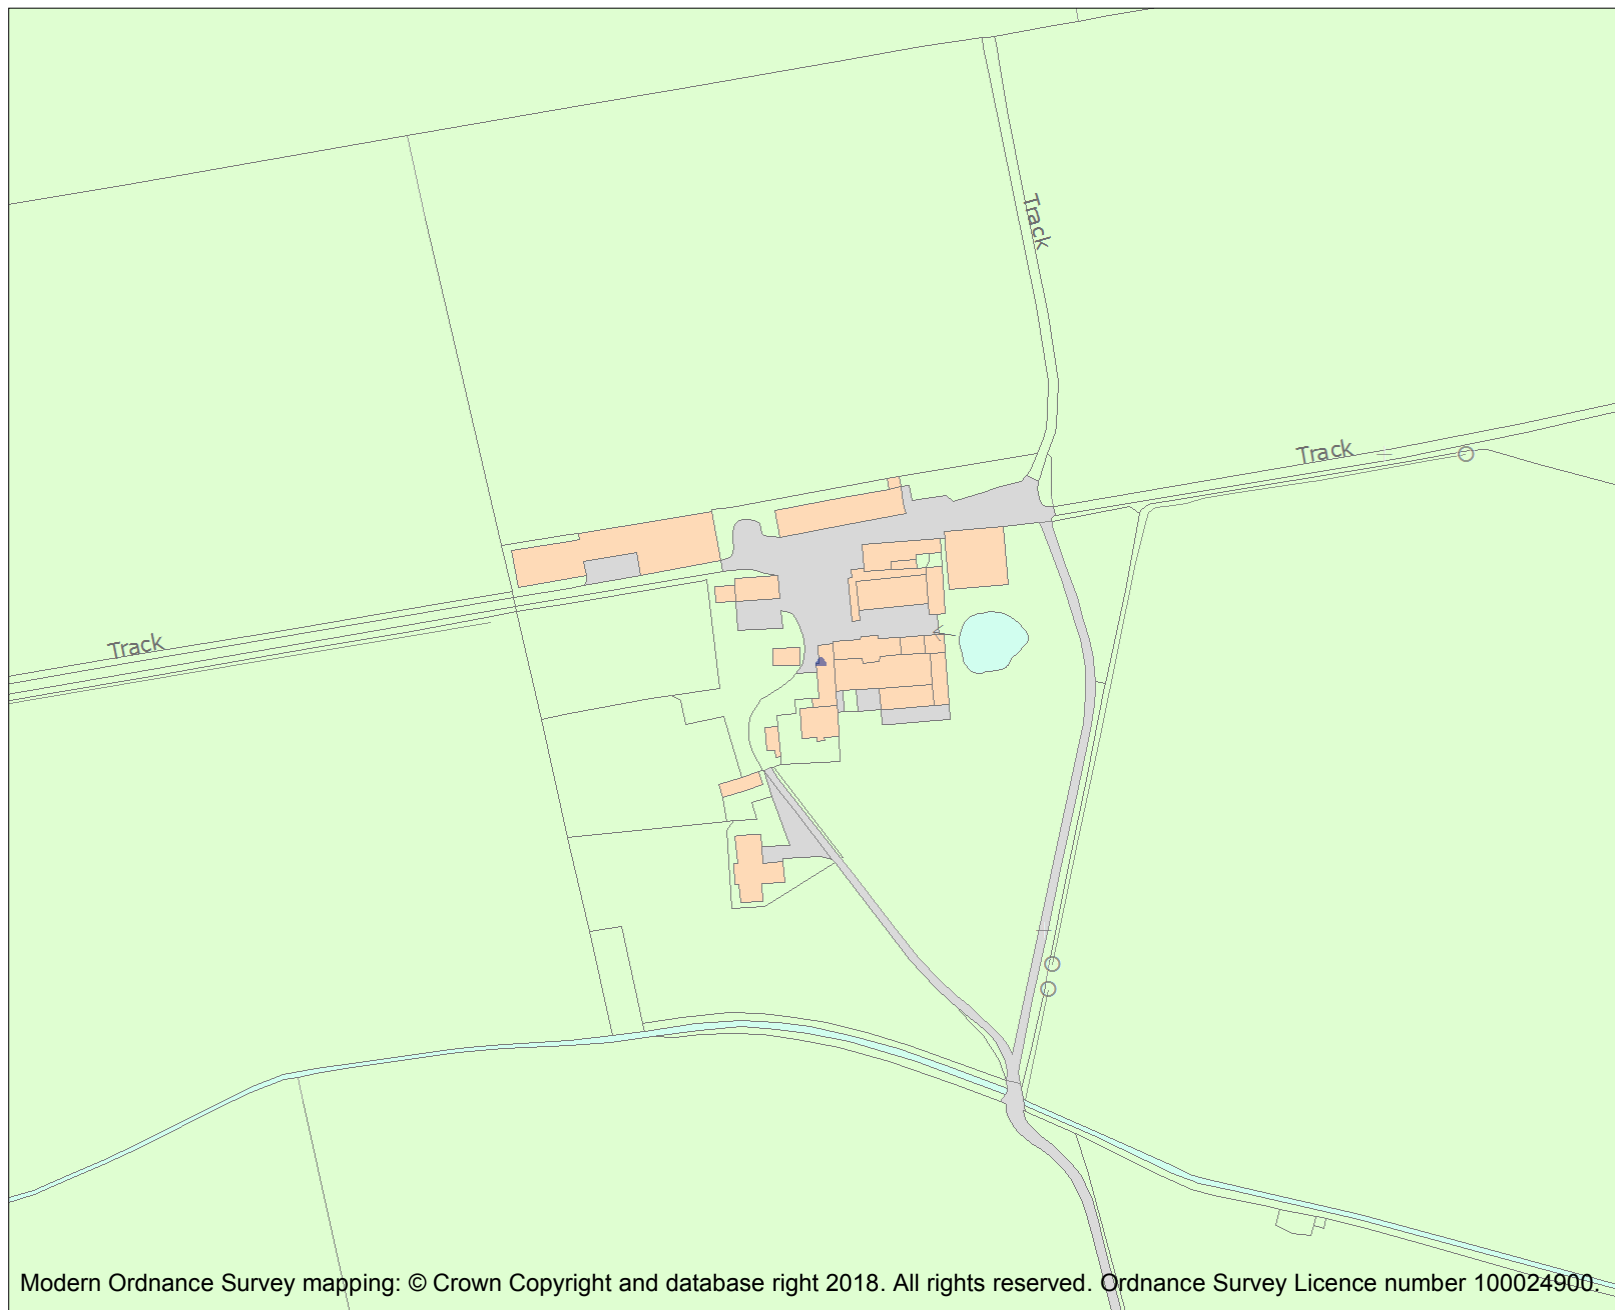 Track
Track
Track
Modern Ordnance Survey mapping: © Crown Copyright and database right 2018. All rights reserved. Ordnance Survey Licence number 100024900.